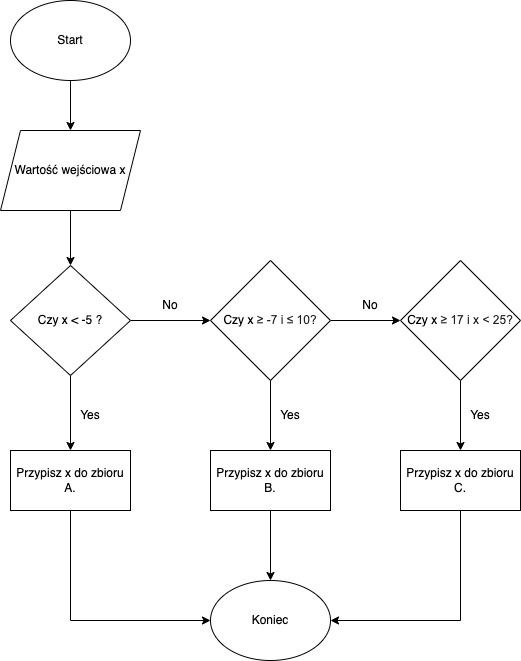 Start
Wartość wejściowa x
Czy x < -5 ?
No
Czy x ≥ -7 i ≤ 10?
No
Czy x ≥ 17 i x < 25?
Yes
Yes
Yes
Przypisz x do zbioru
A.
Przypisz x do zbioru
B.
Przypisz x do zbioru
C.
Koniec